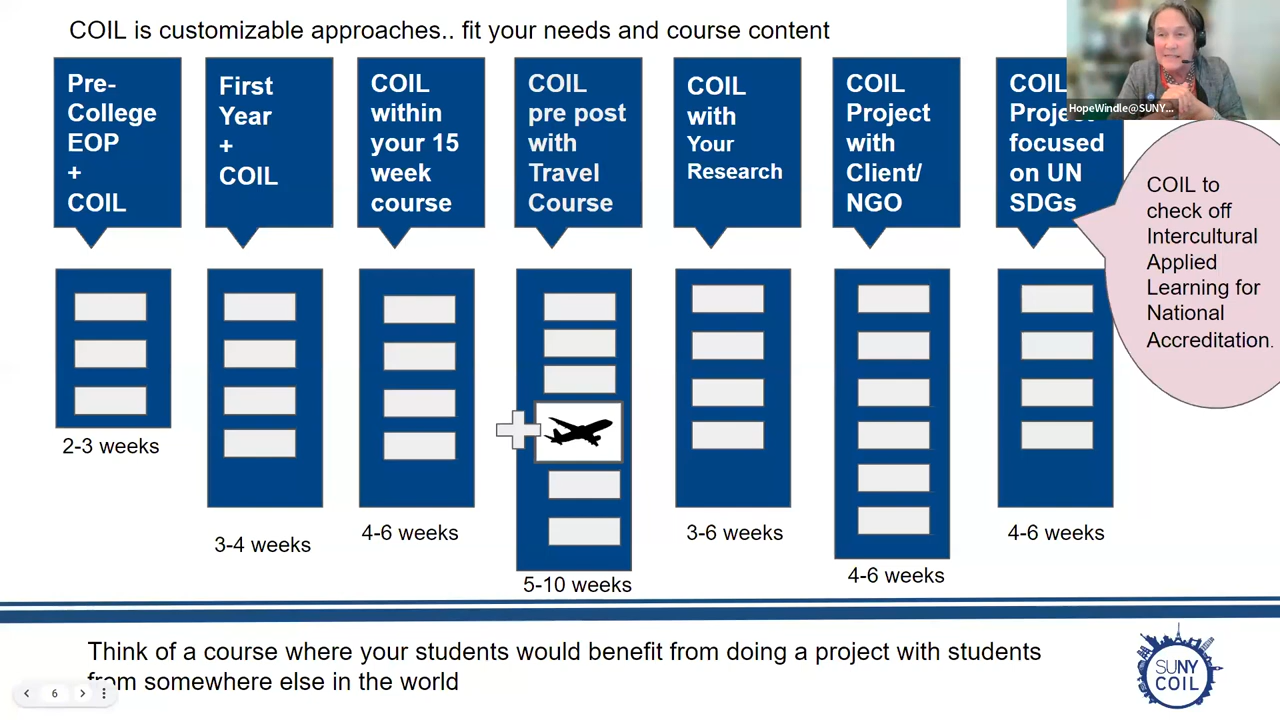 COIL is customizable approaches.. fit your needs and course content
HopeWindle@SUNY...
Pre-
College
EOP
+
COIL
First
Year
+
COIL
COIL
within
your 15
week
course
COIL
pre post
with
Travel
Course
COIL
with
Your
Research
COIL
Project
with
Client/
NGO
COIL
focused
on UN
SDGs
COIL to
check off
Intercultural
Applied
Learning for
National
Accreditation.
2-3 weeks
3-4 weeks
4-6 weeks
5-10 weeks
3-6 weeks
4-6 weeks
4-6 weeks
Think of a course where your students would benefit from doing a project with students
from somewhere else in the world
6
SUNY
COIL